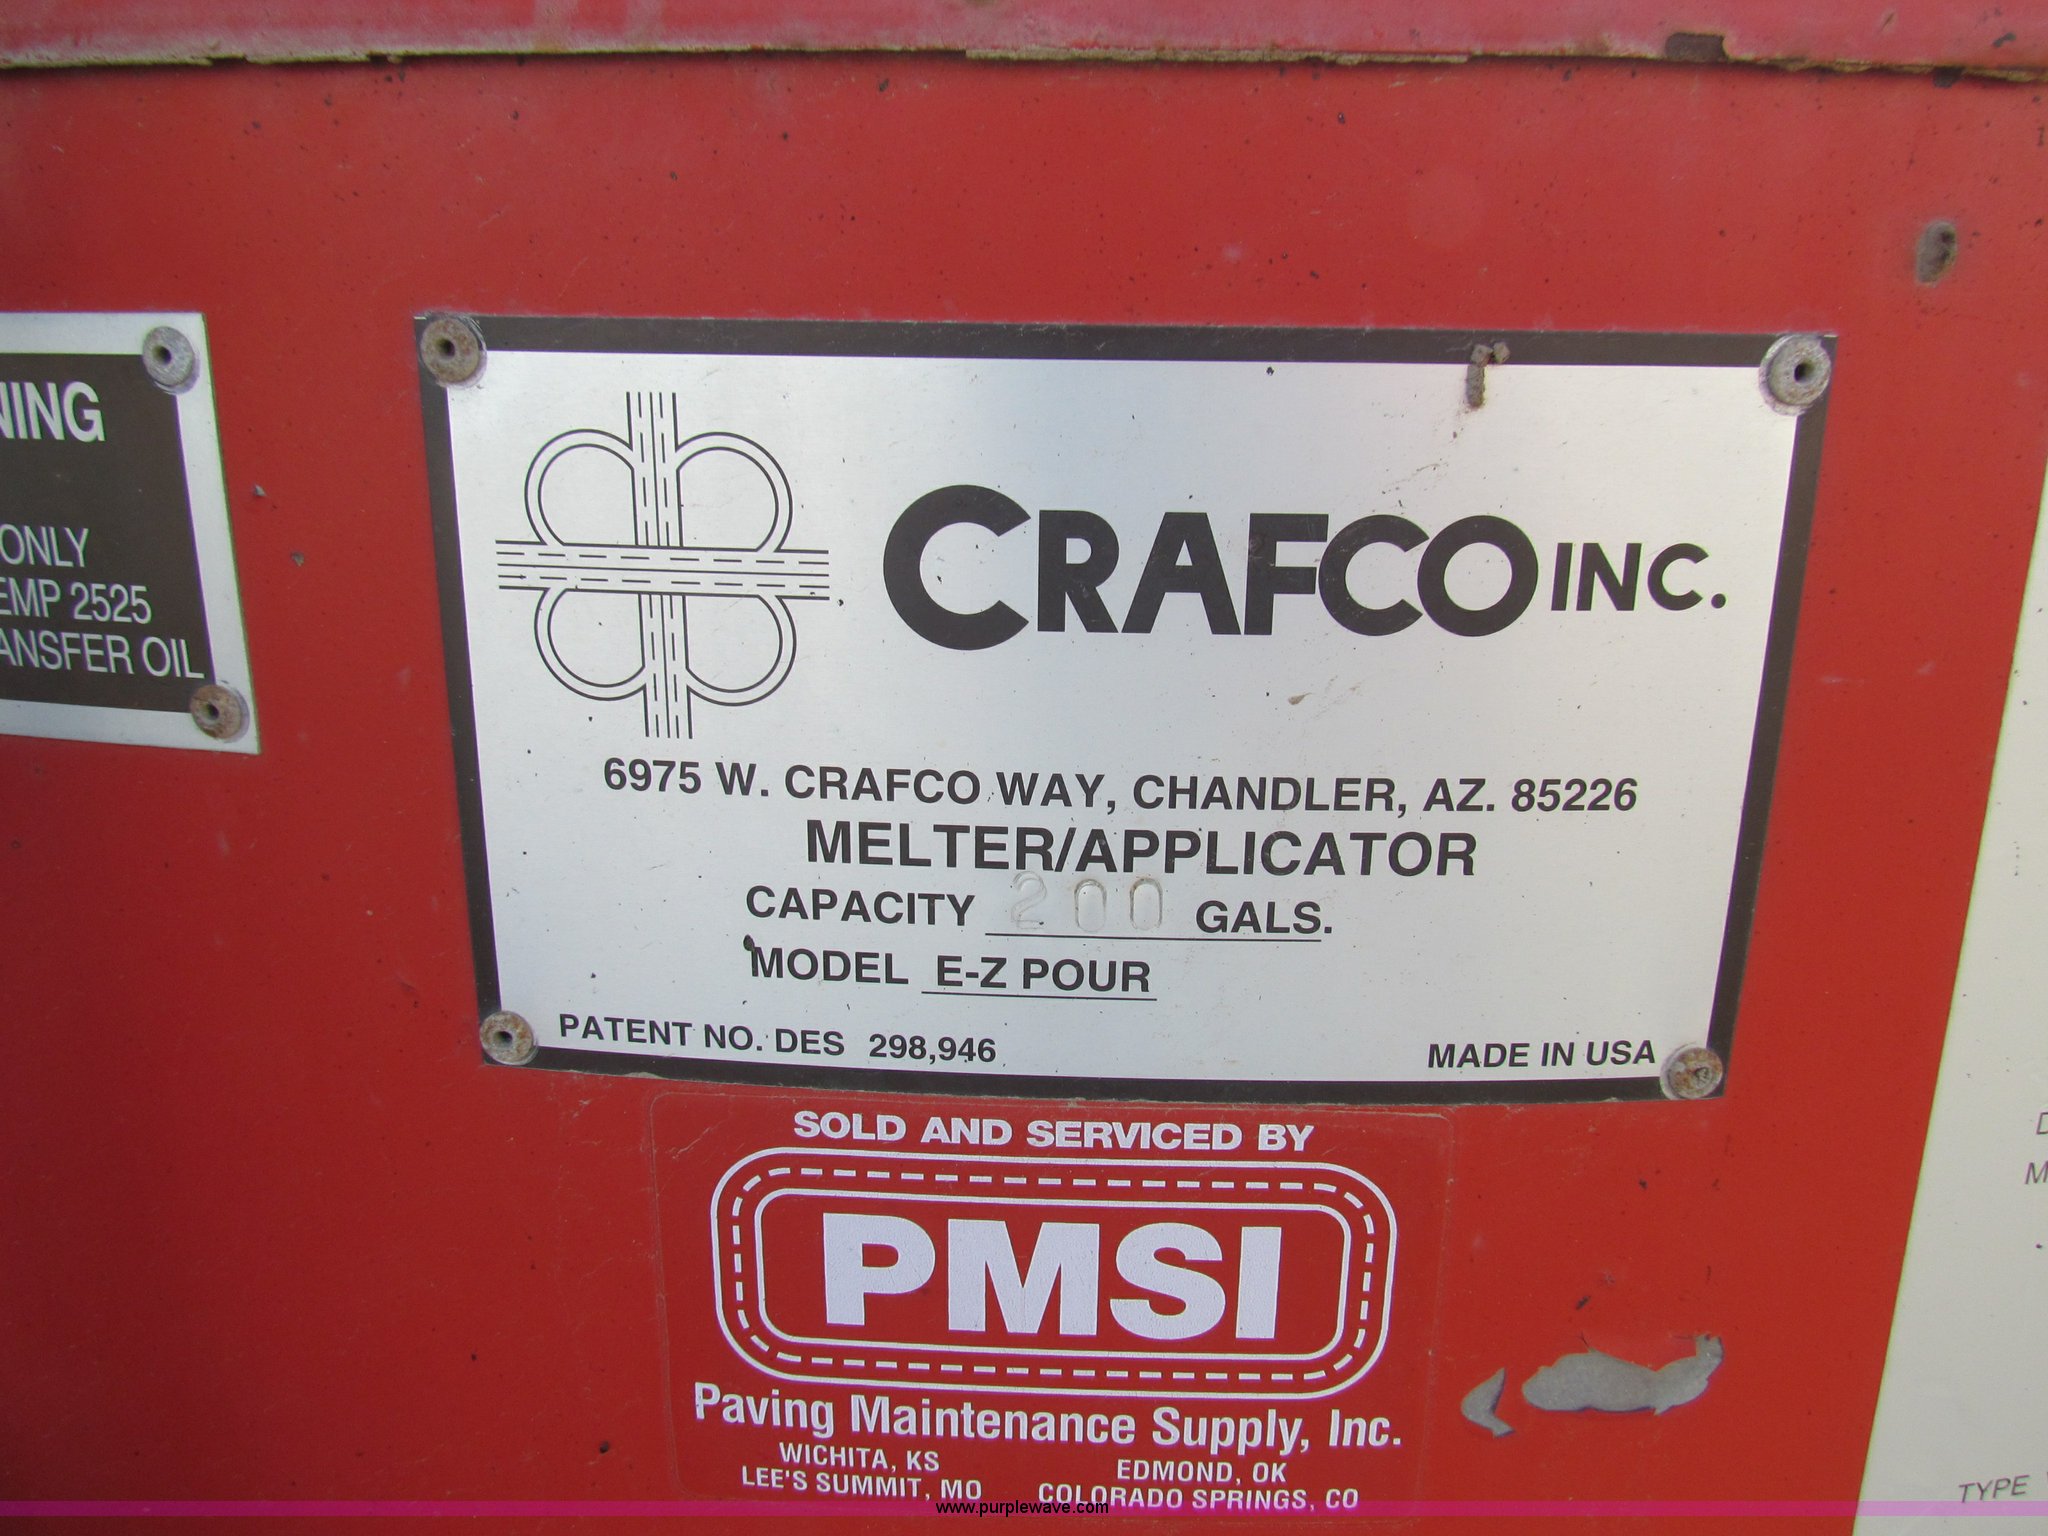 NING
ONLY
EMP 2525
ANSFER OIL
CRAFCO INC.
6975 W. CRAFCO WAY, CHANDLER, AZ. 85226
MELTER/APPLICATOR
CAPACITY 200 GALS.
MODEL E-Z POUR
PATENT NO. DES 298,946
MADE IN USA
SOLD AND SERVICED BY
PMSI
Paving Maintenance Supply, Inc.
WICHITA, KS EDMOND, OK
LEE'S SUMMIT, MO COLORADO SPRINGS, CO
TYPE
www.purplewave.com